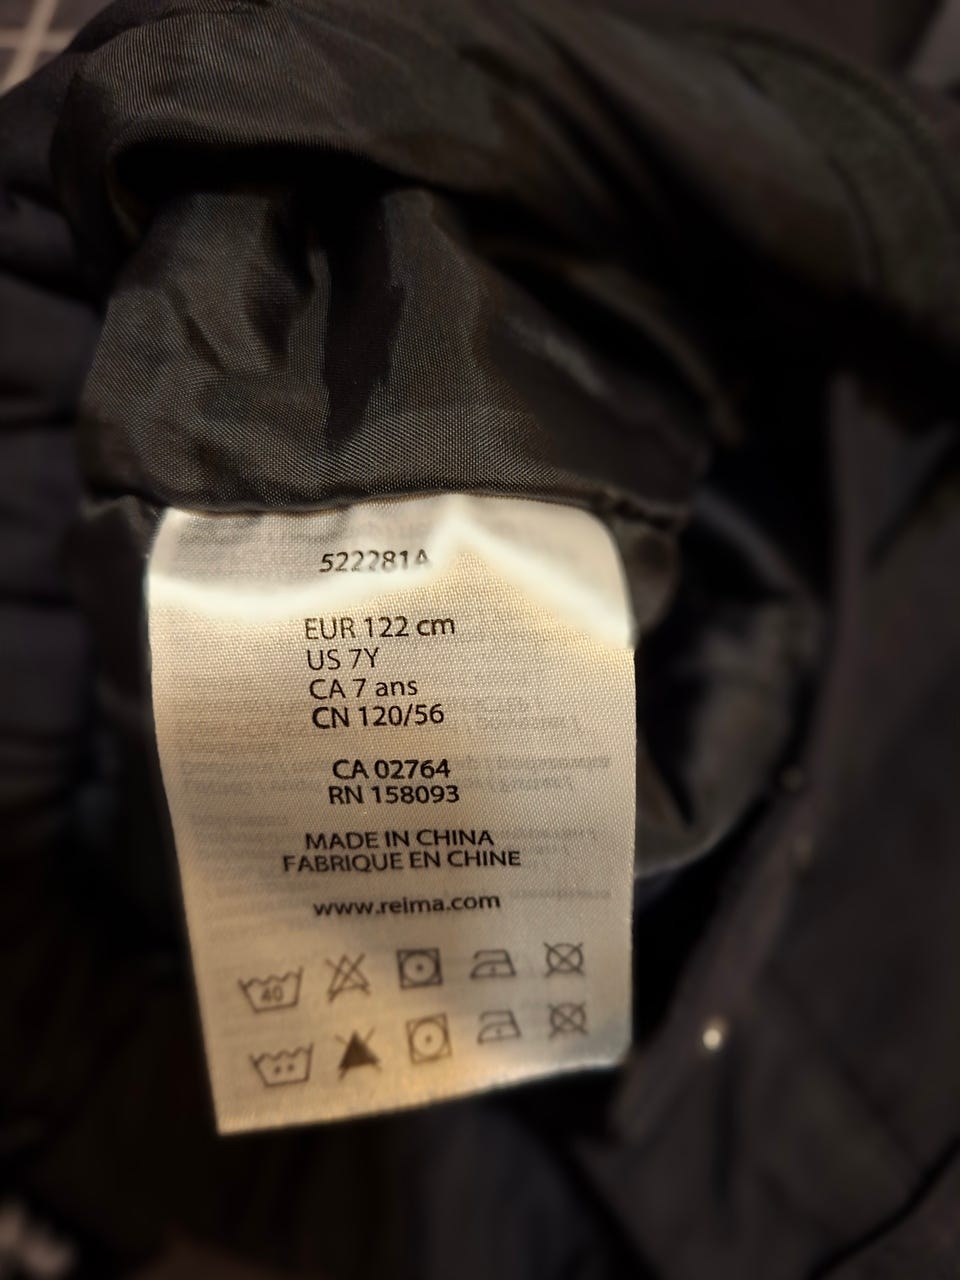 522281A
EUR 122 cm
US 7Y
CA 7 ans
CN 120/56
CA 02764
RN 158093
MADE IN CHINA
FABRIQUE EN CHINE
www.reima.com
40